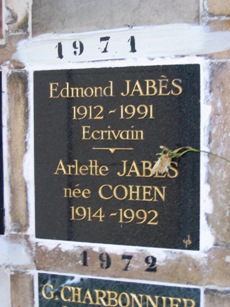 1971
Edmond JABÈS
1912-1991
Ecrivain
Arlette JABÈS
née COHEN
1914-1992
1972
G.CHARBONNIER